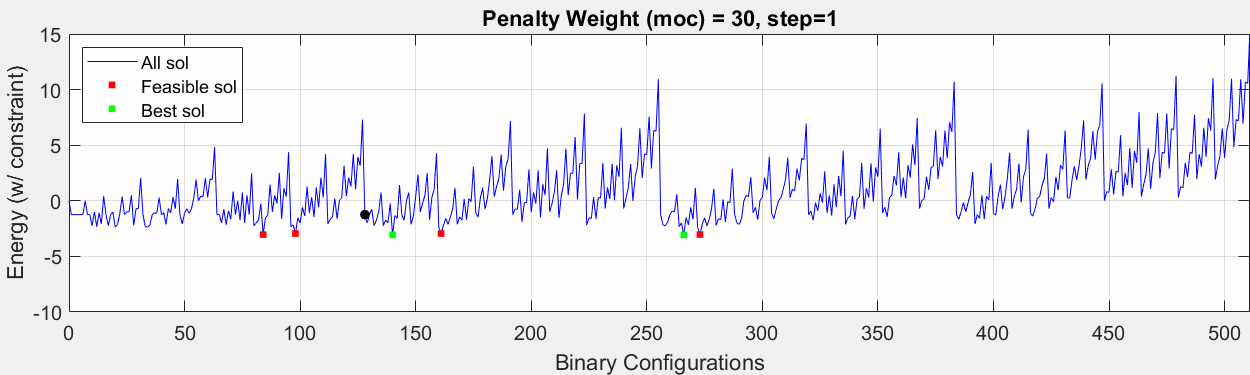 Penalty Weight (moc) = 30, step=1
15
10
5
0
-5
-10
Energy (w/ constraint)
All sol
Feasible sol
Best sol
0 50 100 150 200 250 300 350 400 450 500
Binary Configurations